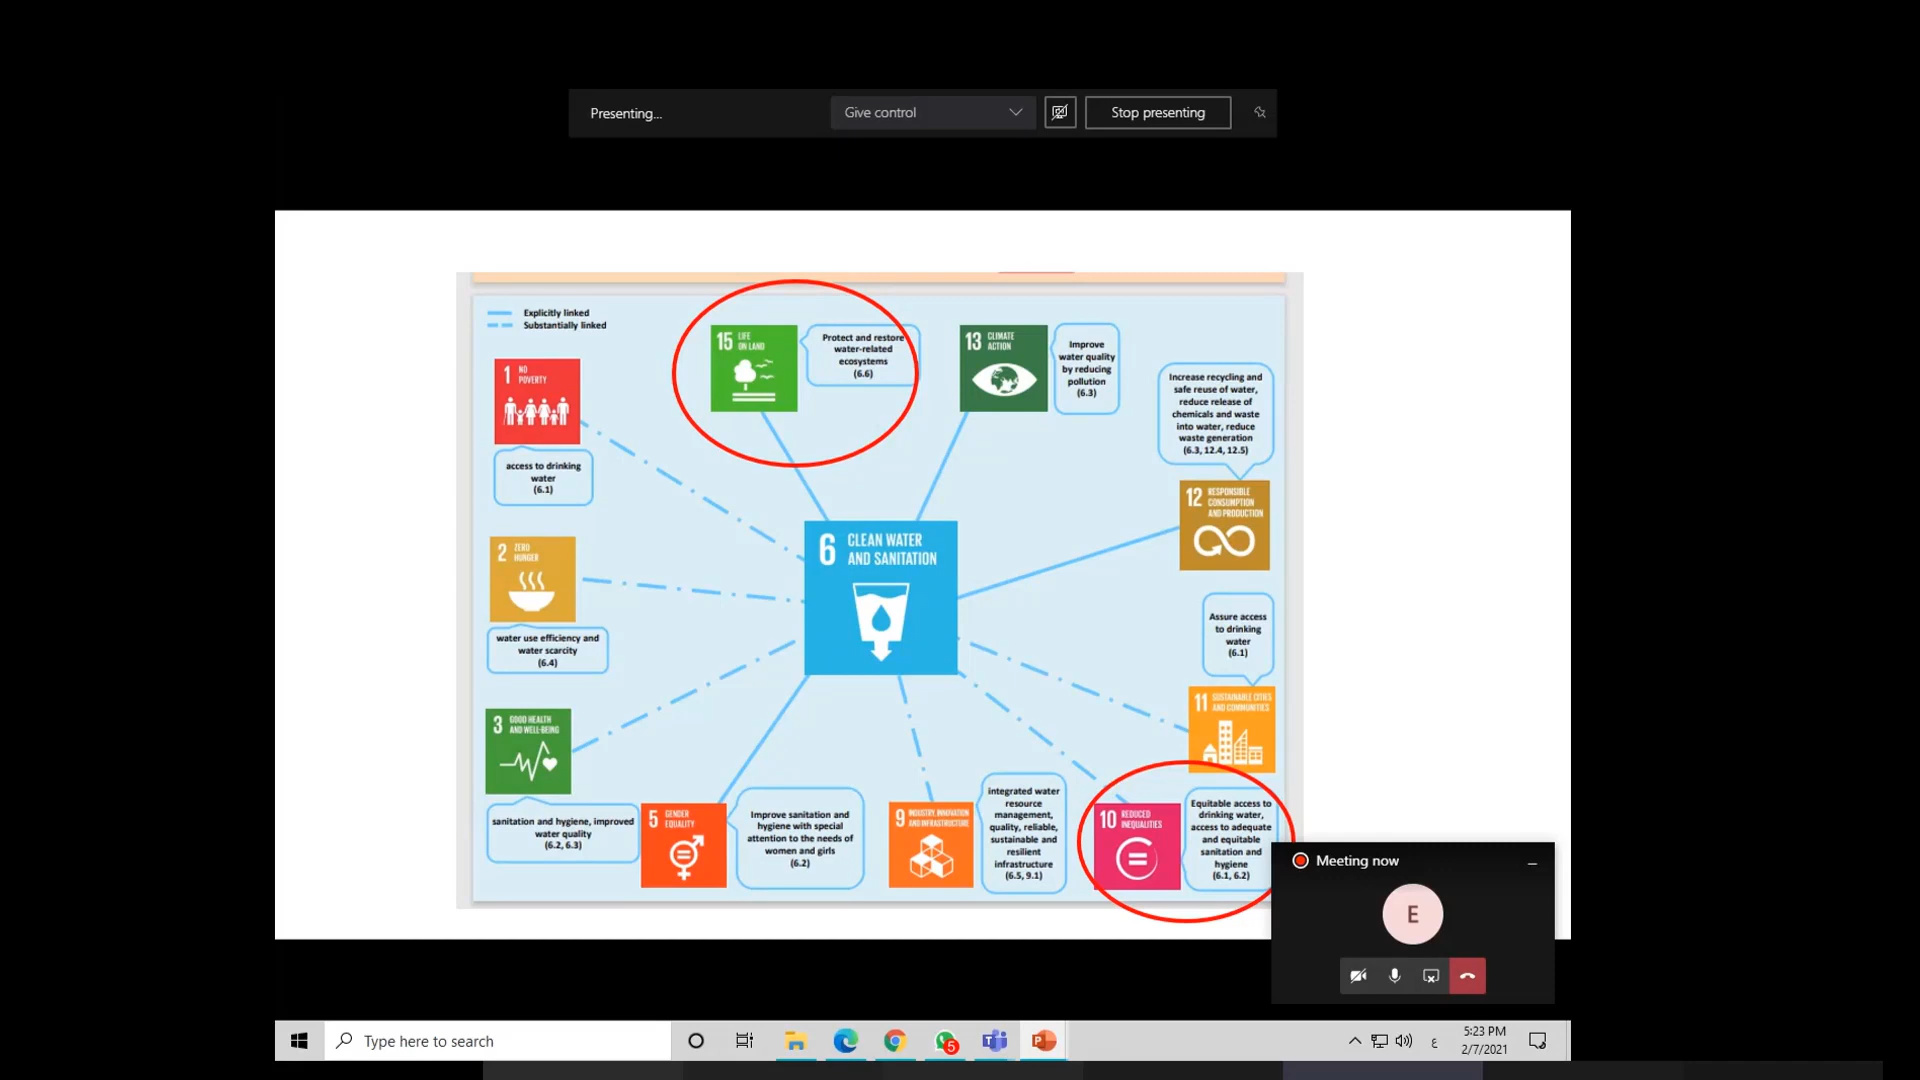 Presenting...
Give control
Stop presenting
Explicitly linked
Substantially linked
15 LIFE
ON LAND
Protect and restore
water-related
ecosystems
(6.6)
13 CLIMATE
ACTION
Improve
water quality
by reducing
pollution
(6.3)
1 NO
POVERTY
access to drinking
water
(6.1)
Increase recycling and
safe reuse of water,
reduce release of
chemicals and waste
into water, reduce
waste generation
(6.3, 12.4, 12.5)
12 RESPONSIBLE
CONSUMPTION
AND PRODUCTION
2 ZERO
HUNGER
water use efficiency and
water scarcity
(6.4)
6 CLEAN WATER
AND SANITATION
Assure access
to drinking
water
(6.1)
11 SUSTAINABLE CITIES
AND COMMUNITIES
3 GOOD HEALTH
AND WELL-BEING
sanitation and hygiene, improved
water quality
(6.2, 6.3)
5 GENDER
EQUALITY
Improve sanitation and
hygiene with special
attention to the needs of
women and girls
(6.2)
9 INDUSTRY, INNOVATION
AND INFRASTRUCTURE
integrated water
resource
management,
quality, reliable,
sustainable and
resilient
infrastructure
(6.5, 9.1)
10 REDUCED
INEQUALITIES
Equitable access to
drinking water,
access to adequate
and equitable
sanitation and
hygiene
(6.1, 6.2)
Meeting now
E
Type here to search
5
ع
5:23 PM
2/7/2021